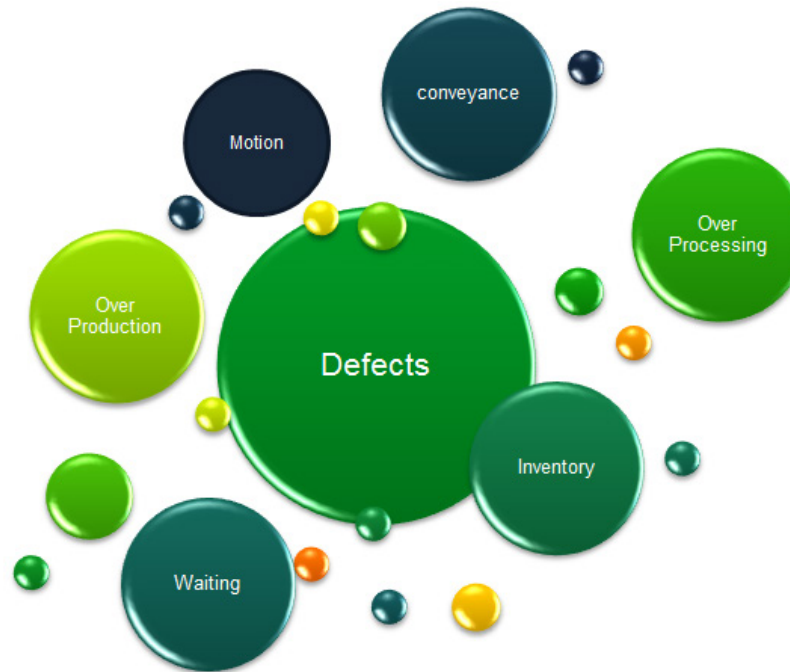 conveyance
Motion
Over
Processing
Over
Production
Defects
Inventory
Waiting